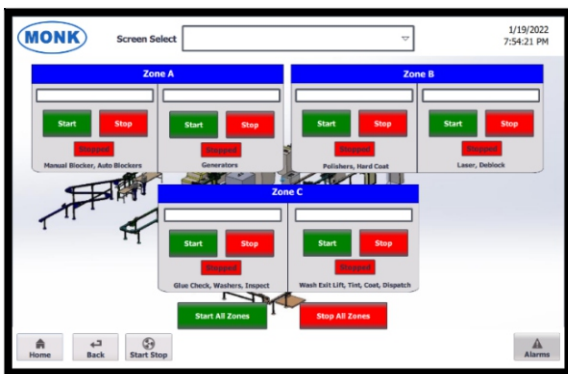 MONK
Screen Select
1/19/2022
7:54:21 PM
Zone A
Zone B
Start Stop Start Stop Start Stop Start Stop
Stopped Stopped Stopped Stopped
Manual Blocker, Auto Blockers Generators Polishers, Hard Coat Laser, Deblock
Zone C
Start Stop Start Stop
Stopped Stopped
Glue Check, Washers, Inspect Wash Exit Lift, Tint, Coat, Dispatch
Start All Zones Stop All Zones
Home Back Start Stop Alarms